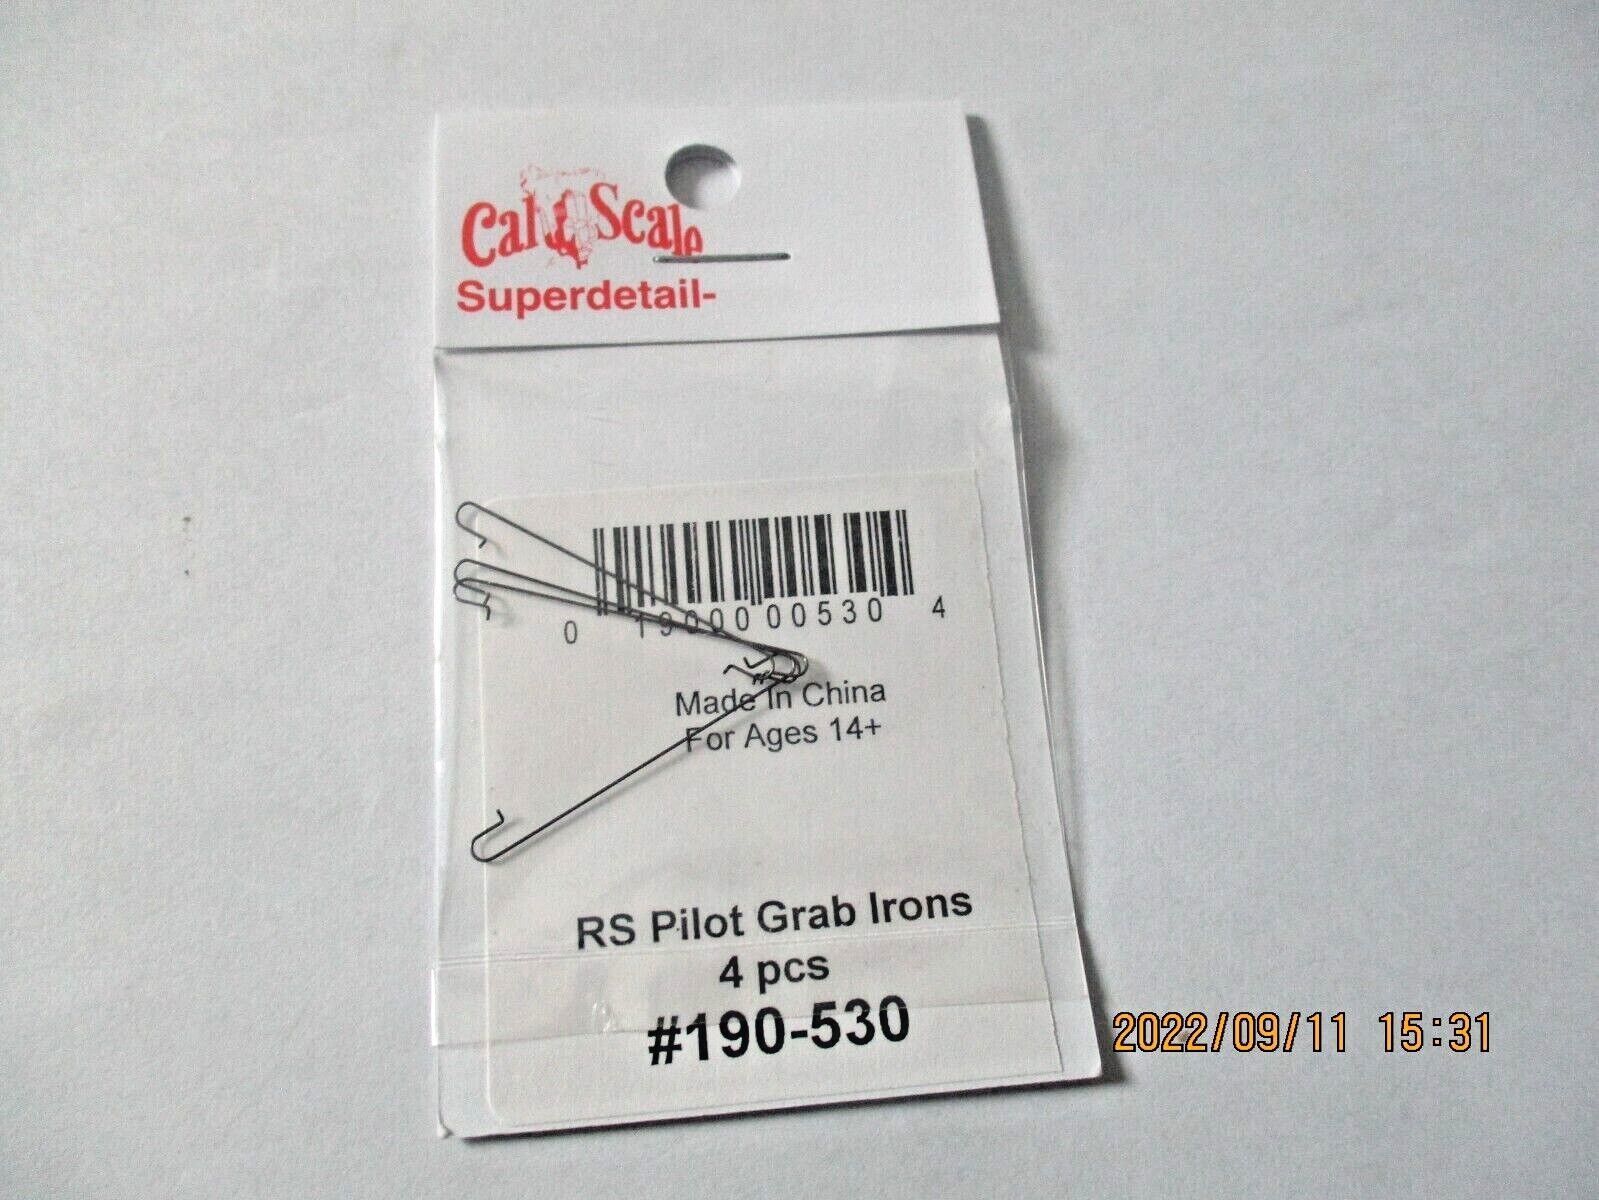 Cal Scale
Superdetail-
0 19000 00530 4
Made In China
For Ages 14+
RS Pilot Grab Irons
4 pcs
#190-530
2022/09/11 15:31